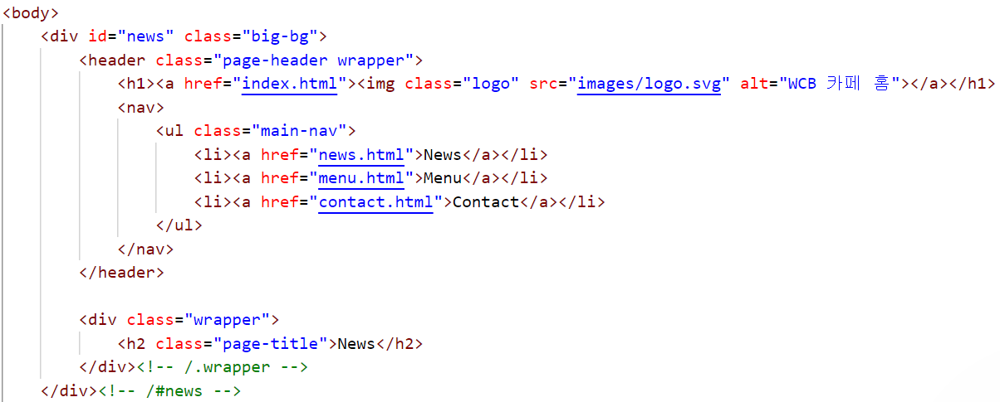 <body>
<div id="news" class="big-bg">
<header class="page-header wrapper">
<h1><a href="index.html"><img class="logo" src="images/logo.svg" alt="WCB 카페 홈"></a></h1>
<nav>
<ul class="main-nav">
<li><a href="news.html">News</a></li>
<li><a href="menu.html">Menu</a></li>
<li><a href="contact.html">Contact</a></li>
</ul>
</nav>
</header>
<div class="wrapper">
<h2 class="page-title">News</h2>
</div><!-- /.wrapper -->
</div><!-- /#news -->